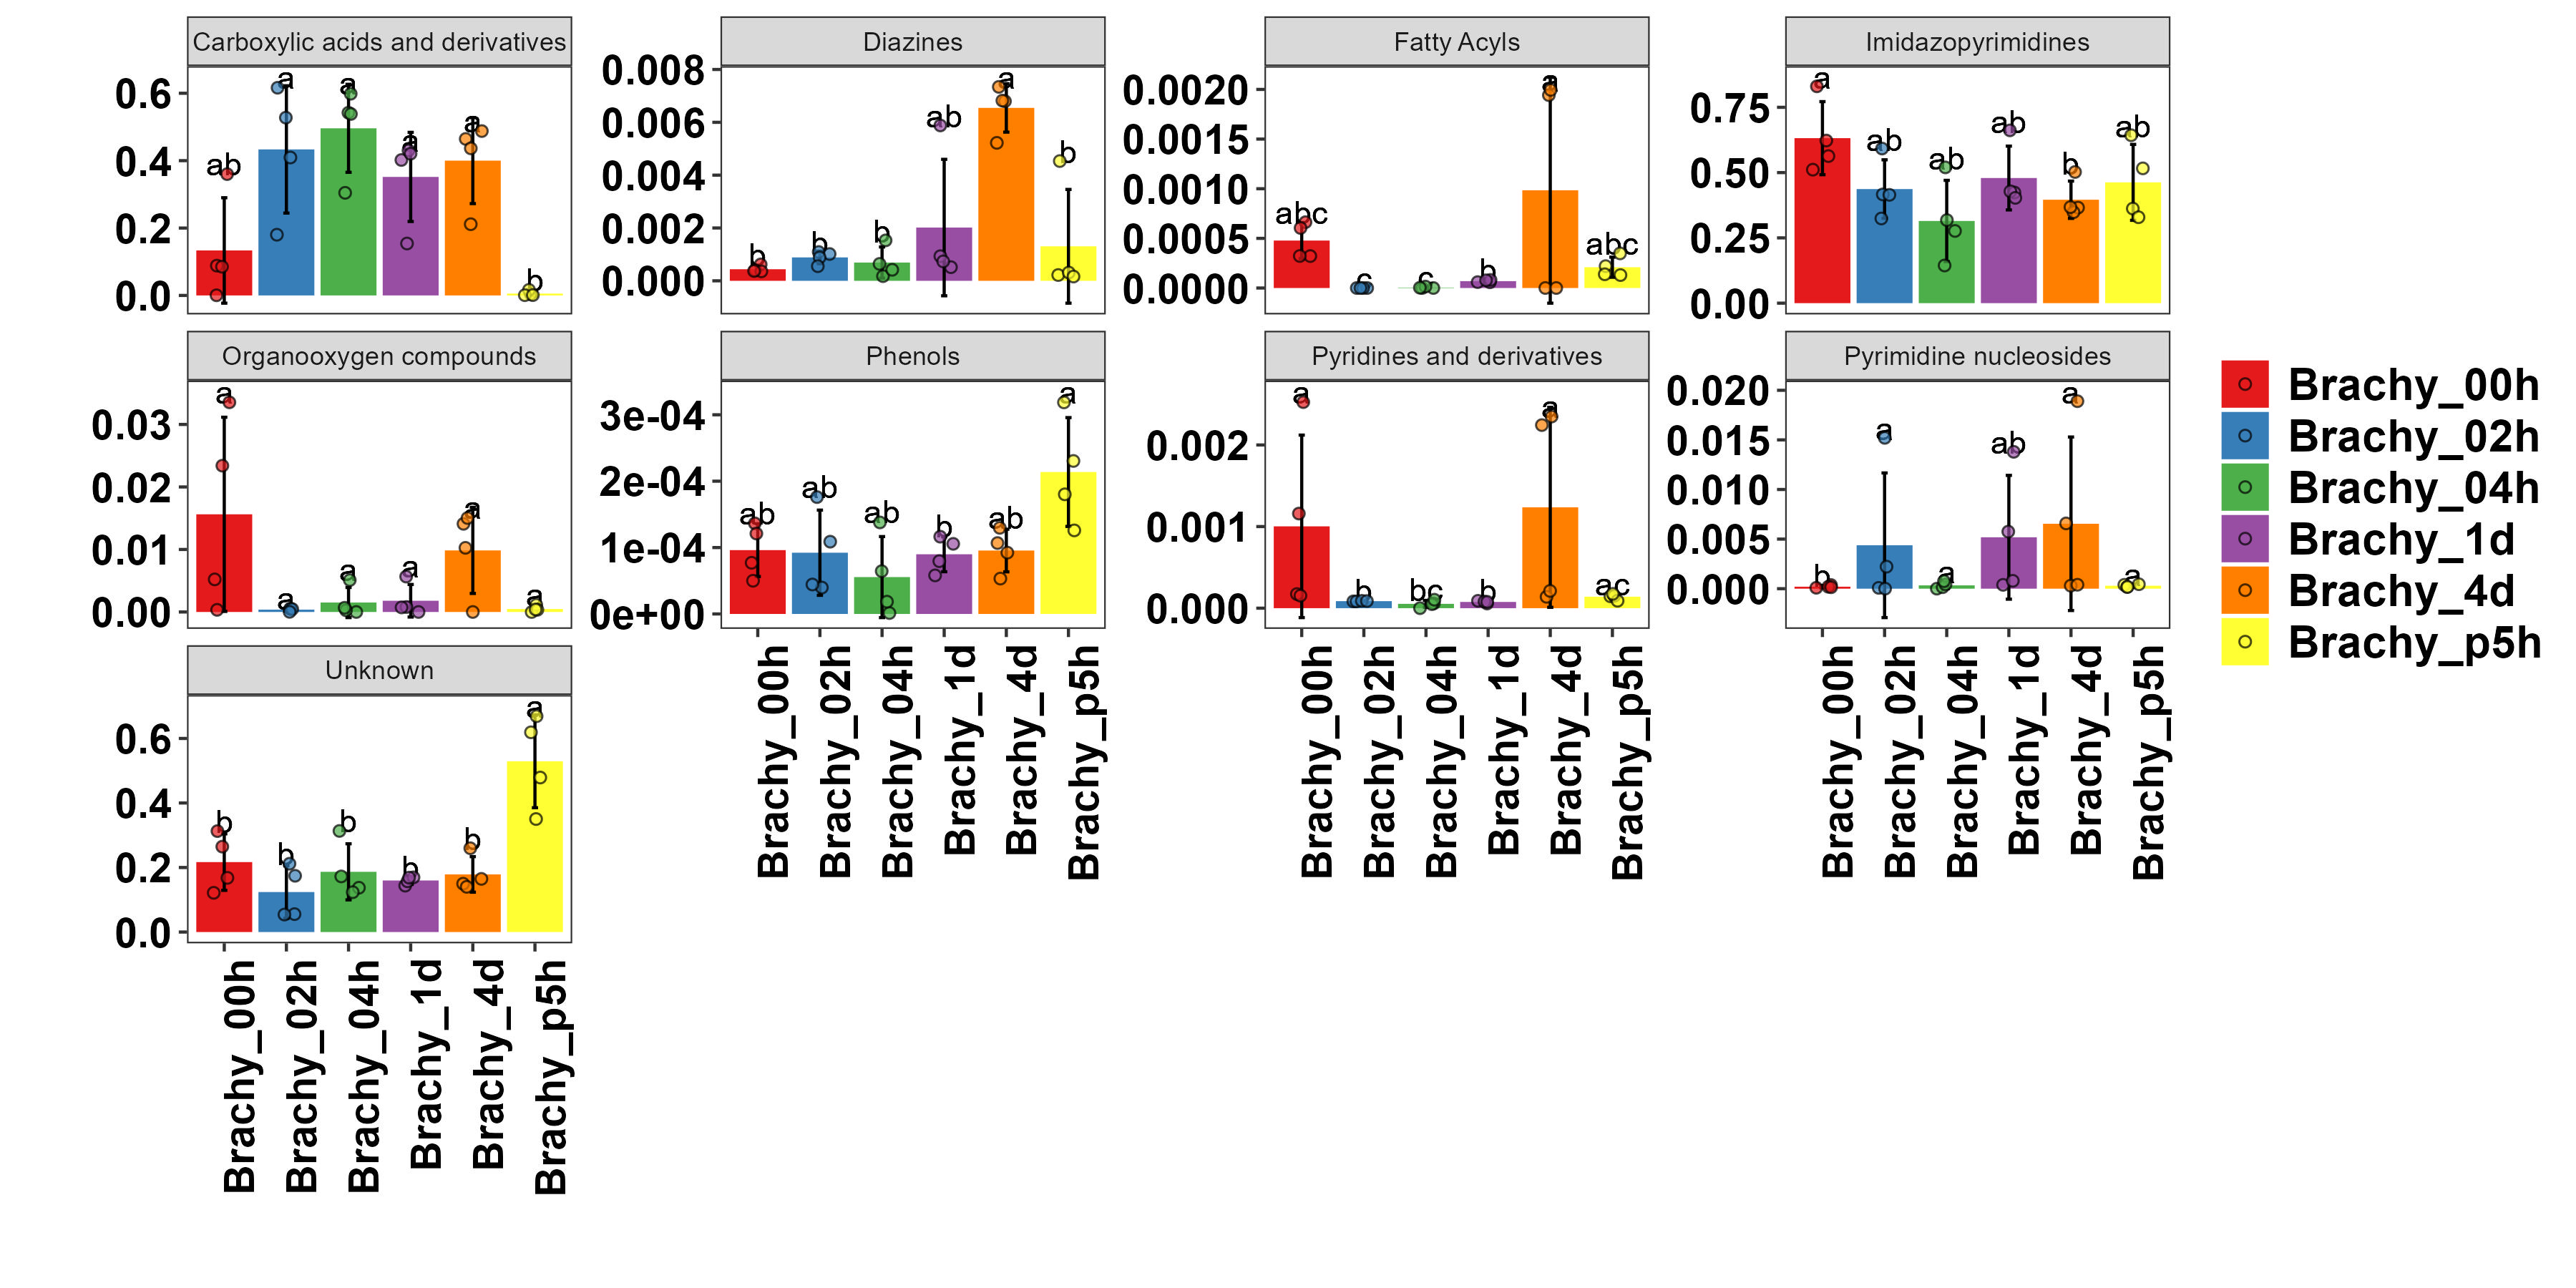 Carboxylic acids and derivatives
0.6
0.4
0.2
0.0
ab
a
a
a
a
b
Diazines
0.008
0.006
0.004
0.002
0.000
b
b
b
ab
a
b
Fatty Acyls
0.0020
0.0015
0.0010
0.0005
0.0000
abc
c
c
b
a
abc
Imidazopyrimidines
0.75
0.50
0.25
0.00
a
ab
ab
ab
b
ab
Organooxygen compounds
0.03
0.02
0.01
0.00
a
a
a
a
a
a
Phenols
3e-04
2e-04
1e-04
0e+00
ab
ab
ab
b
ab
a
Brachy_00h
Brachy_02h
Brachy_04h
Brachy_1d
Brachy_4d
Brachy_p5h
Pyridines and derivatives
0.002
0.001
0.000
a
b
bc
b
a
ac
Brachy_00h
Brachy_02h
Brachy_04h
Brachy_1d
Brachy_4d
Brachy_p5h
Pyrimidine nucleosides
0.020
0.015
0.010
0.005
0.000
b
a
a
ab
a
a
Brachy_00h
Brachy_02h
Brachy_04h
Brachy_1d
Brachy_4d
Brachy_p5h
Unknown
0.6
0.4
0.2
0.0
b
b
b
b
b
a
Brachy_00h
Brachy_02h
Brachy_04h
Brachy_1d
Brachy_4d
Brachy_p5h
Brachy_00h
Brachy_02h
Brachy_04h
Brachy_1d
Brachy_4d
Brachy_p5h